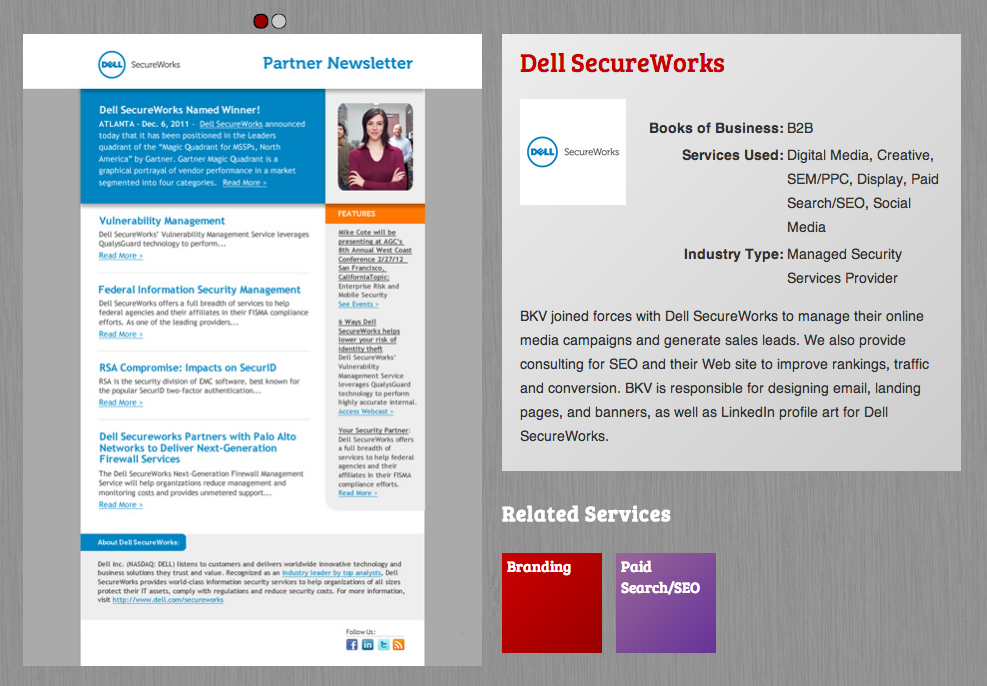 DELL SecureWorks
Partner Newsletter
Dell SecureWorks Named Winner!
ATLANTA - Dec. 6, 2011 - Dell SecureWorks announced
today that it has been positioned in the Leaders
quadrant of the "Magic Quadrant for MSSPs, North
America" by Gartner. Gartner Magic Quadrant is a
graphical portrayal of vendor performance in a market
segmented into four categories. Read More >
Vulnerability Management
Dell SecureWorks' Vulnerability Management Service leverages
QualysGuard technology to perform...
Read More >
Federal Information Security Management
Dell SecureWorks offers a full breadth of services to help
federal agencies and their affiliates in their FISMA compliance
efforts. As one of the leading providers...
Read More >
RSA Compromise: Impacts on SecurID
RSA is the security division of EMC software, best known for
the popular SecurID two-factor authentication...
Read More >
Dell Secureworks Partners with Palo Alto
Networks to Deliver Next-Generation
Firewall Services
The Dell SecureWorks Next-Generation Firewall Management
Service will help organizations reduce management and
monitoring costs and provides unmetered support...
Read More >
FEATURES
Mike Cote will be
presenting at AGC's
8th Annual West Coast
Conference 2/27/12
San Francisco,
CaliforniaTopic:
Enterprise Risk and
Mobile Security
See Events >
6 Ways Dell
SecureWorks helps
lower your risk of
identity theft
Dell SecureWorks'
Vulnerability
Management Service
leverages QualysGuard
technology to perform
highly accurate internal.
Access Webcast >
Your Security Partner:
Dell SecureWorks offers
a full breadth of
services to help federal
agencies and their
affiliates in their FISMA
compliance efforts.
Read More >
About Dell SecureWorks:
Dell Inc. (NASDAQ: DELL) listens to customers and delivers worldwide innovative technology and
business solutions they trust and value. Recognized as an industry leader by top analysts, Dell
SecureWorks provides world-class information security services to help organizations of all sizes
protect their IT assets, comply with regulations and reduce security costs. For more information,
visit http://www.dell.com/secureworks
Follow Us:
Dell SecureWorks
DELL SecureWorks
Books of Business: B2B
Services Used: Digital Media, Creative,
SEM/PPC, Display, Paid
Search/SEO, Social
Media
Industry Type: Managed Security
Services Provider
BKV joined forces with Dell SecureWorks to manage their online
media campaigns and generate sales leads. We also provide
consulting for SEO and their Web site to improve rankings, traffic
and conversion. BKV is responsible for designing email, landing
pages, and banners, as well as LinkedIn profile art for Dell
SecureWorks.
Related Services
Branding
Paid
Search/SEO